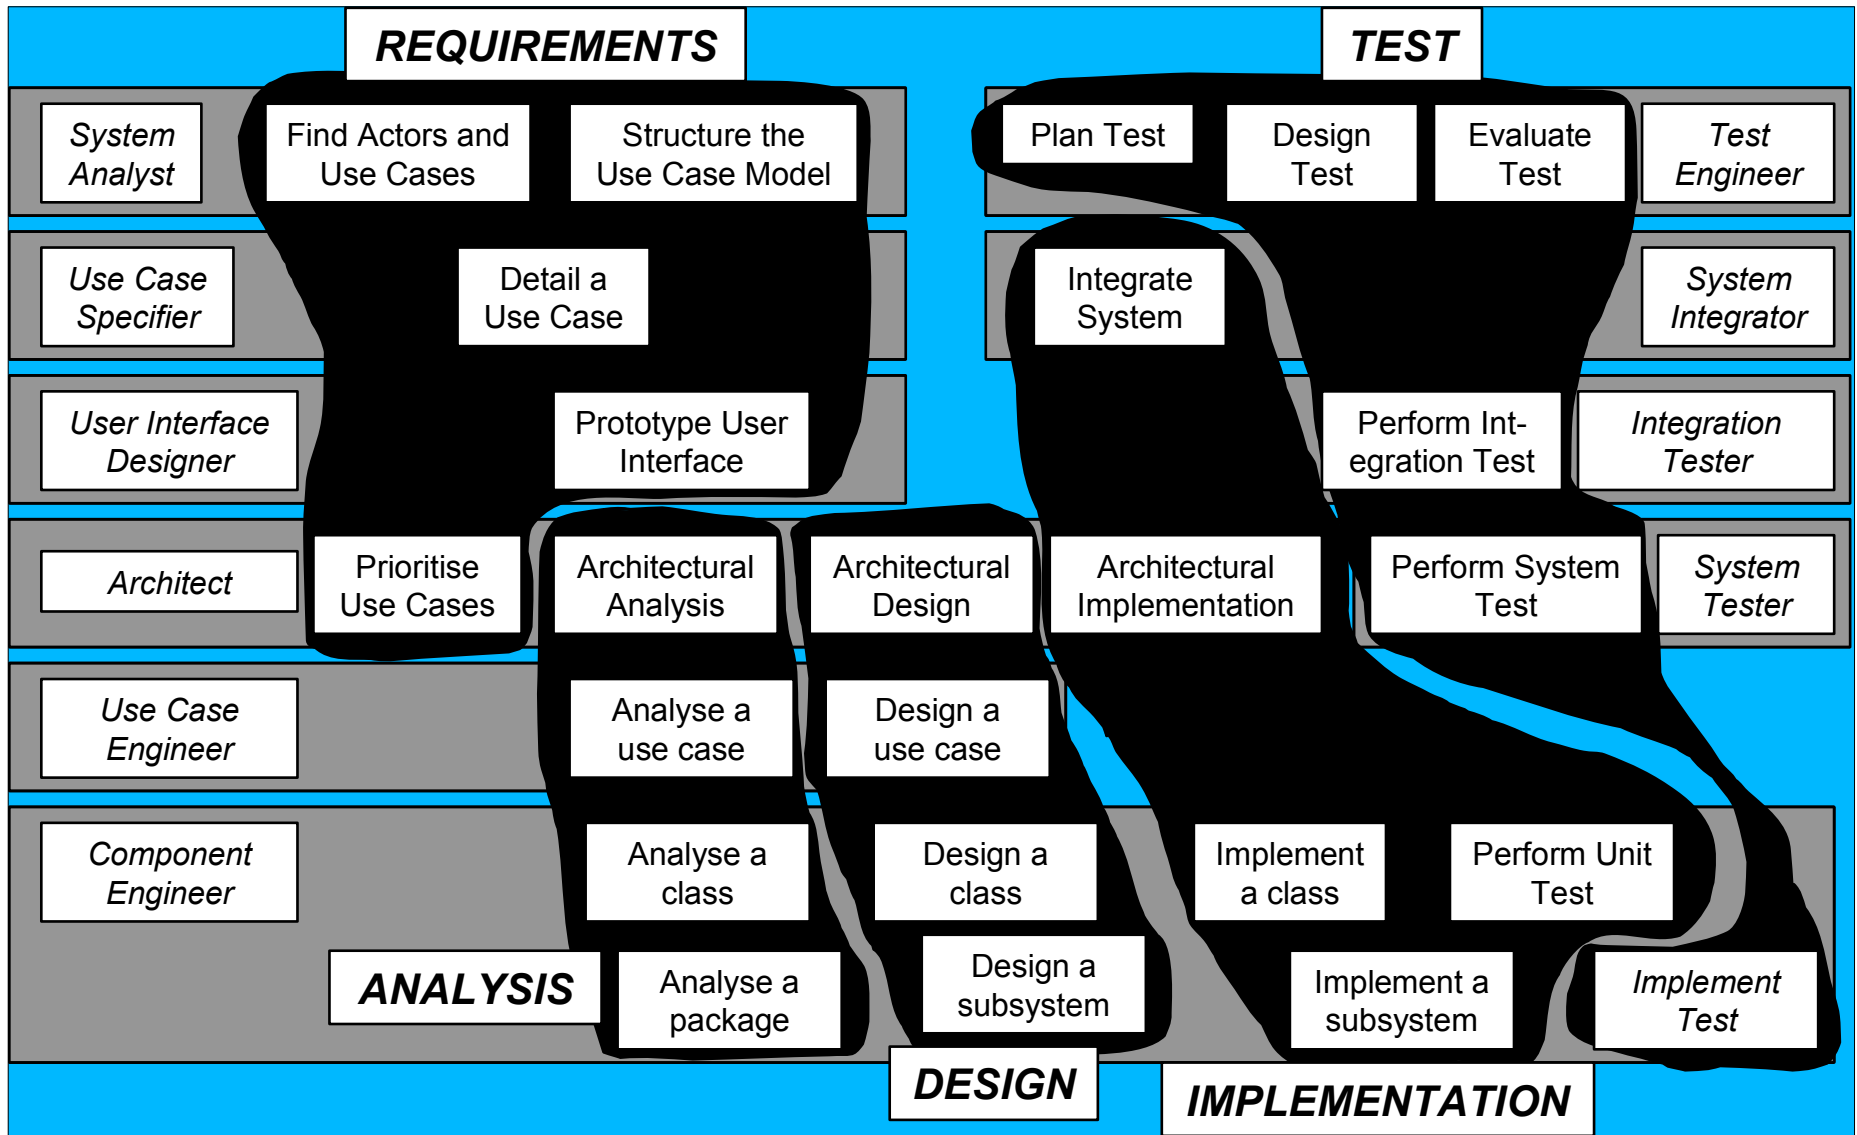 REQUIREMENTS
TEST
System
Analyst
Find Actors and
Use Cases
Structure the
Use Case Model
Plan Test
Design
Test
Evaluate
Test
Test
Engineer
Use Case
Specifier
Detail a
Use Case
Integrate
System
System
Integrator
User Interface
Designer
Prototype User
Interface
Perform Int-
egration Test
Integration
Tester
Architect
Prioritise
Use Cases
Architectural
Analysis
Architectural
Design
Architectural
Implementation
Perform System
Test
System
Tester
Use Case
Engineer
Analyse a
use case
Design a
use case
Component
Engineer
Analyse a
class
Design a
class
Implement
a class
Perform Unit
Test
ANALYSIS
Analyse a
package
Design a
subsystem
Implement a
subsystem
Implement
Test
DESIGN
IMPLEMENTATION